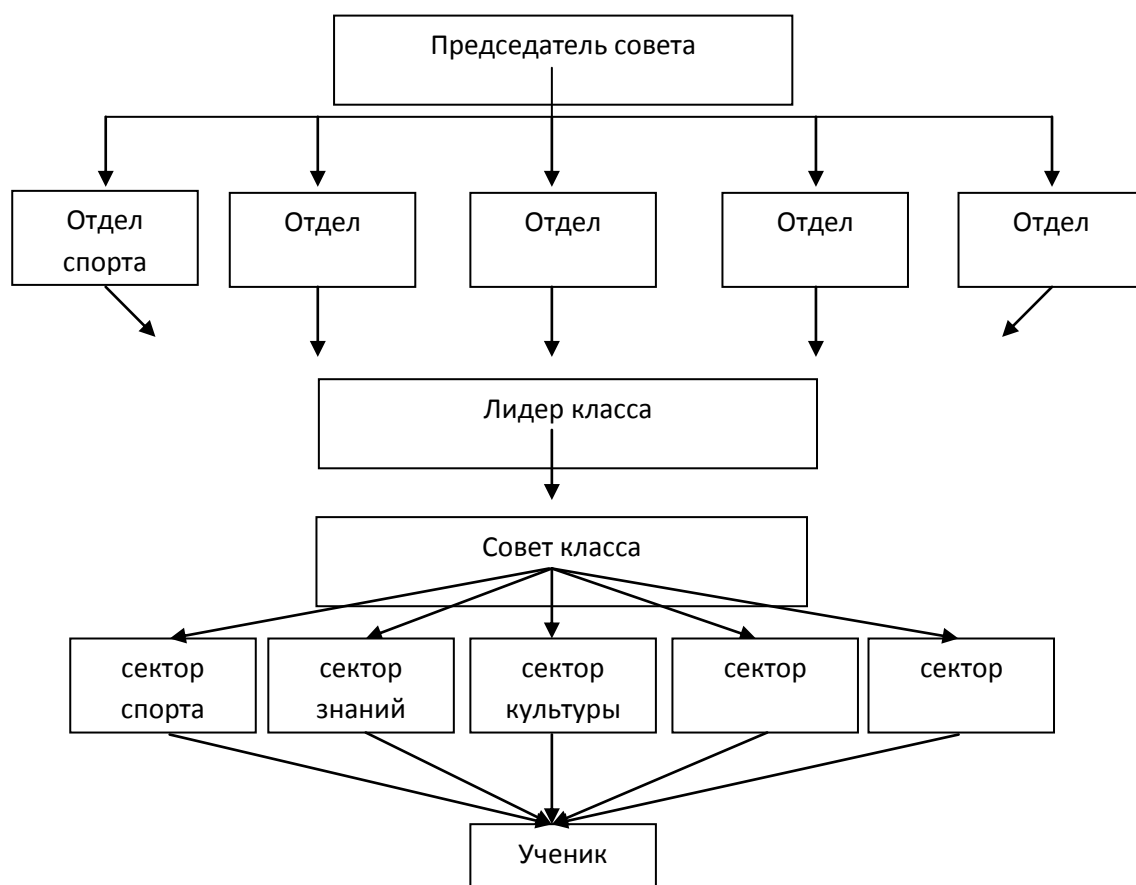 Председатель совета
Отдел
спорта
Отдел
Отдел
Отдел
Отдел
Лидер класса
Совет класса
сектор
спорта
сектор
знаний
сектор
культуры
сектор
сектор
Ученик